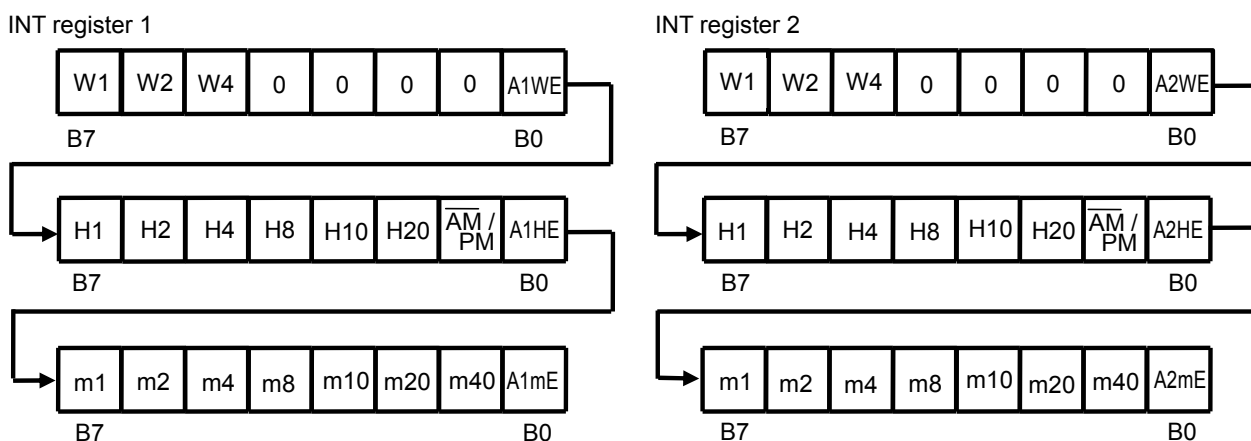 INT register 1
W1 W2 W4 0 0 0 0 A1WE
B7 B0
H1 H2 H4 H8 H10 H20 A̅M̅ / PM A1HE
B7 B0
m1 m2 m4 m8 m10 m20 m40 A1mE
B7 B0
INT register 2
W1 W2 W4 0 0 0 0 A2WE
B7 B0
H1 H2 H4 H8 H10 H20 A̅M̅ / PM A2HE
B7 B0
m1 m2 m4 m8 m10 m20 m40 A2mE
B7 B0